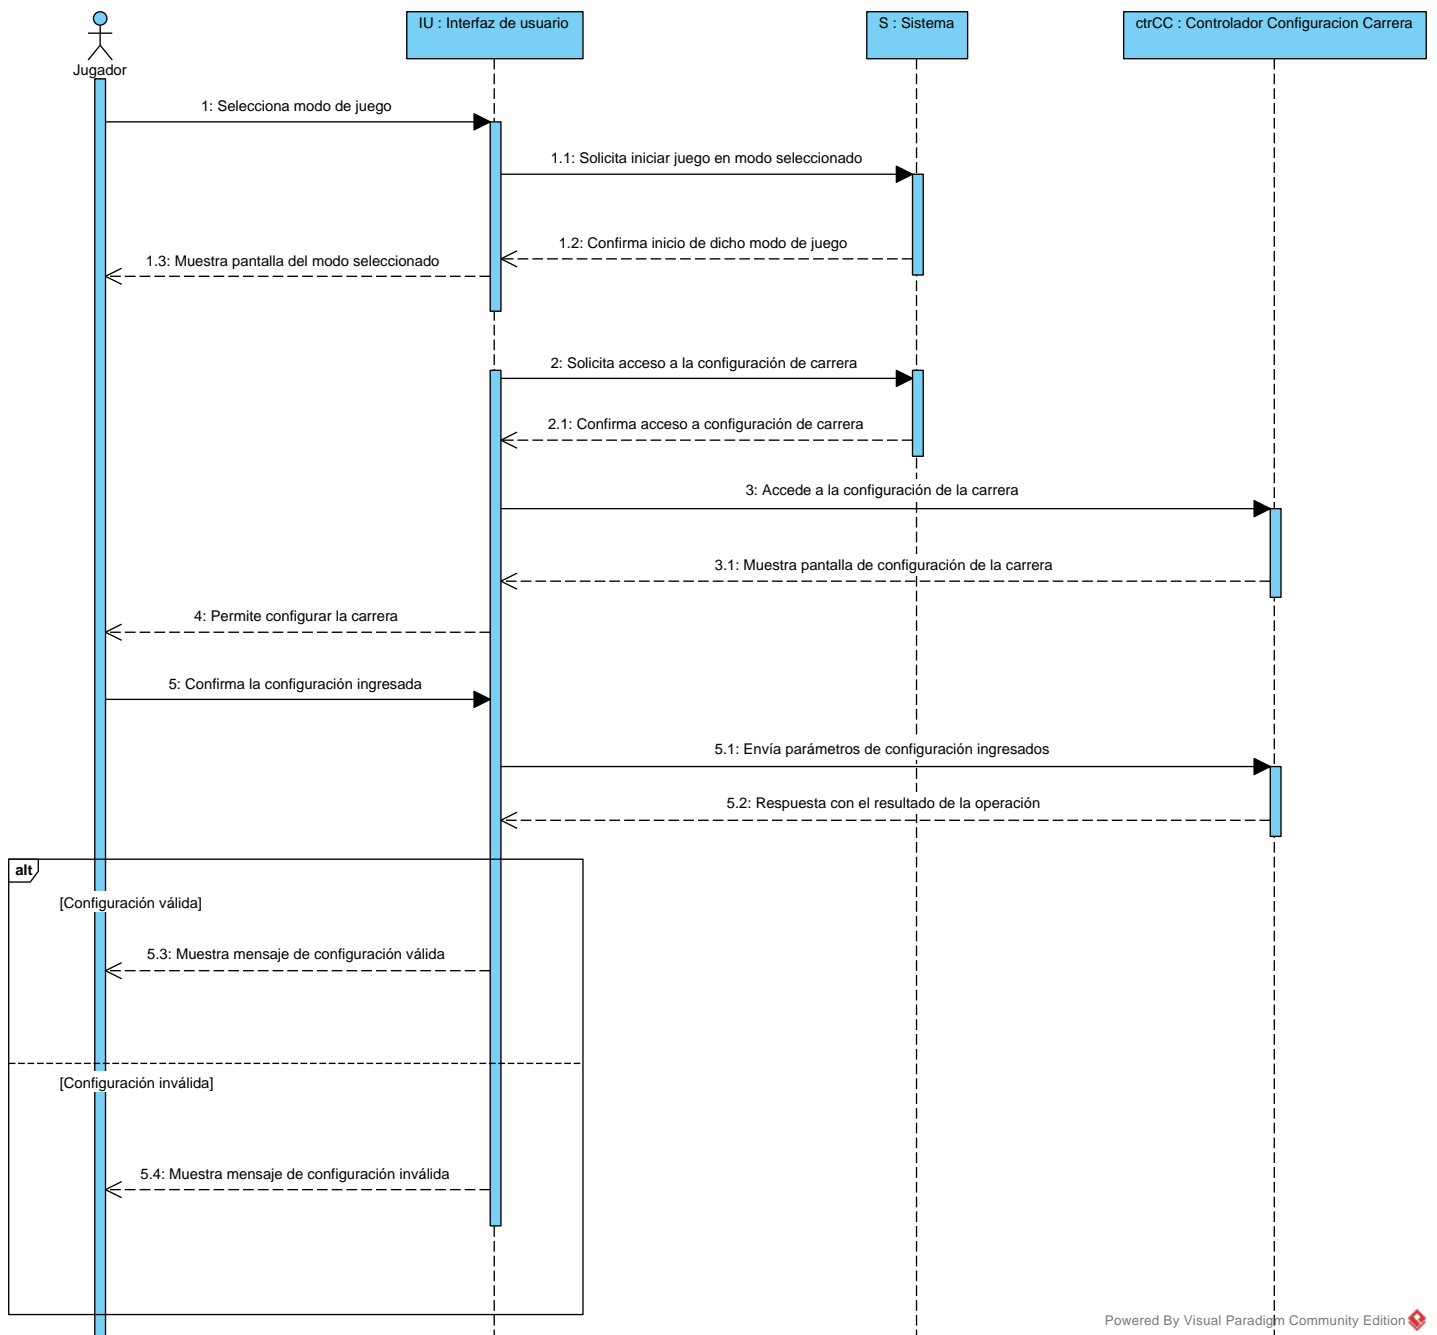 Jugador
IU : Interfaz de usuario
S : Sistema
ctrCC : Controlador Configuracion Carrera
1: Selecciona modo de juego
1.1: Solicita iniciar juego en modo seleccionado
1.2: Confirma inicio de dicho modo de juego
1.3: Muestra pantalla del modo seleccionado
2: Solicita acceso a la configuración de carrera
2.1: Confirma acceso a configuración de carrera
3: Accede a la configuración de la carrera
3.1: Muestra pantalla de configuración de la carrera
4: Permite configurar la carrera
5: Confirma la configuración ingresada
5.1: Envía parámetros de configuración ingresados
5.2: Respuesta con el resultado de la operación
alt
[Configuración válida]
5.3: Muestra mensaje de configuración válida
[Configuración inválida]
5.4: Muestra mensaje de configuración inválida
Powered By Visual Paradigm Community Edition